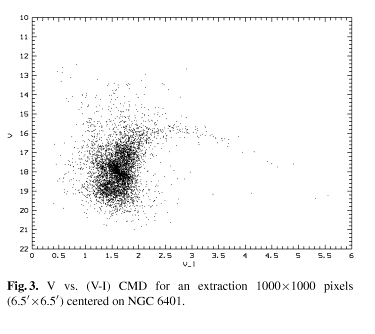 10
11
12
13
14
15
16
17
18
19
20
21
22
V
0 0.5 1 1.5 2 2.5 3 3.5 4 4.5 5 5.5 6
V_I
Fig. 3. V vs. (V-I) CMD for an extraction 1000×1000 pixels
(6.5′×6.5′) centered on NGC 6401.